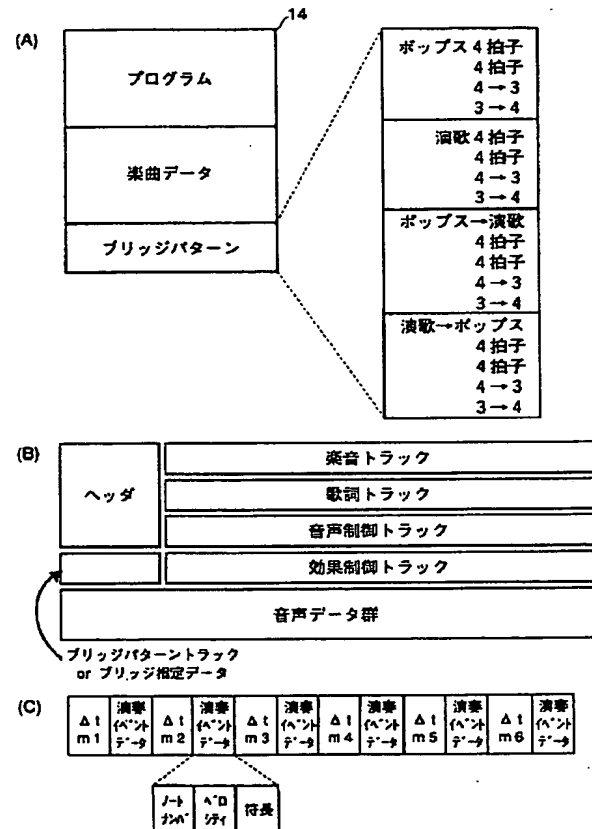 (A)
14
プログラム
楽曲データ
ブリッジパターン
ポップス4拍子
4拍子
4→3
3→4
演歌4拍子
4拍子
4→3
3→4
ポップス→演歌
4拍子
4拍子
4→3
3→4
演歌→ポップス
4拍子
4拍子
4→3
3→4
(B)
ヘッダ
楽音トラック
歌詞トラック
音声制御トラック
効果制御トラック
音声データ群
ブリッジパターントラック
or ブリッジ指定データ
(C)
Δt m1
演奏イベントデータ
Δt m2
演奏イベントデータ
Δt m3
演奏イベントデータ
Δt m4
演奏イベントデータ
Δt m5
演奏イベントデータ
Δt m6
演奏イベントデータ
ノートナンバ
ベロシティ
符長